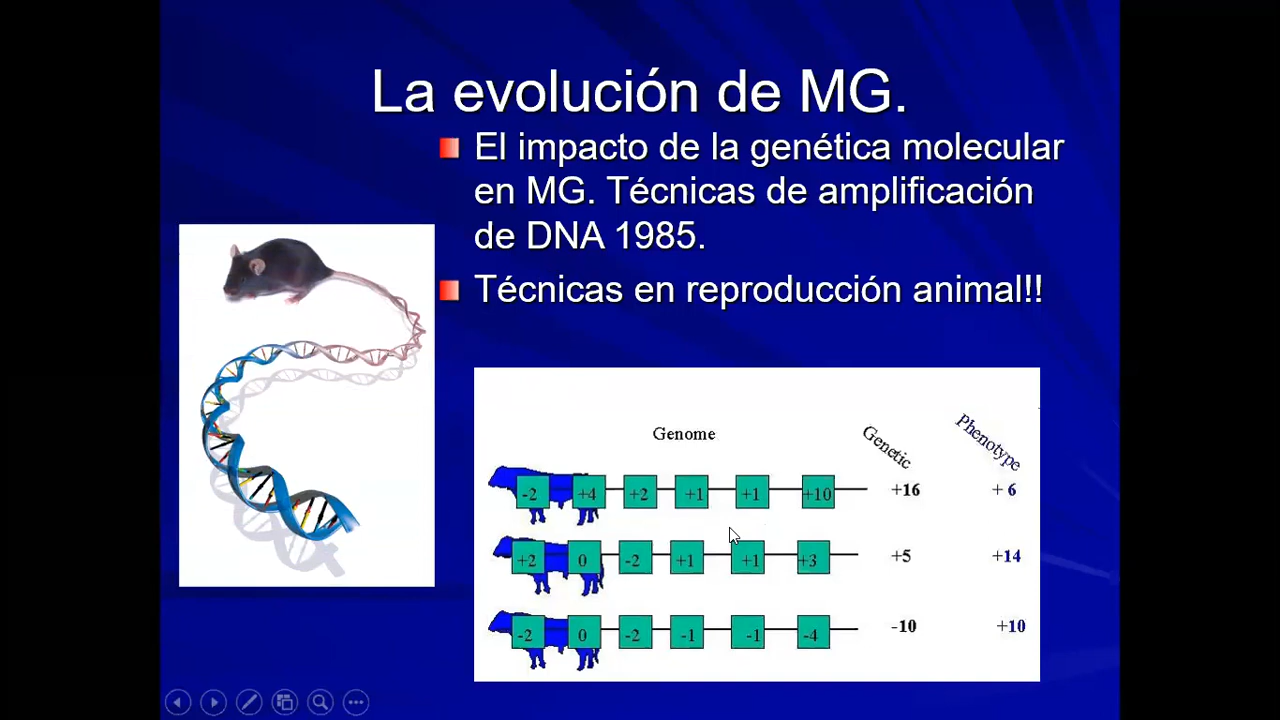 La evolución de MG.
El impacto de la genética molecular
en MG. Técnicas de amplificación
de DNA 1985.
Técnicas en reproducción animal!!
Genome
Genetic
Phenotype
-2 +4 +2 +1 +1 +10 +16 + 6
+2 0 -2 +1 +1 +3 +5 +14
-2 0 -2 -1 -1 -4 -10 +10